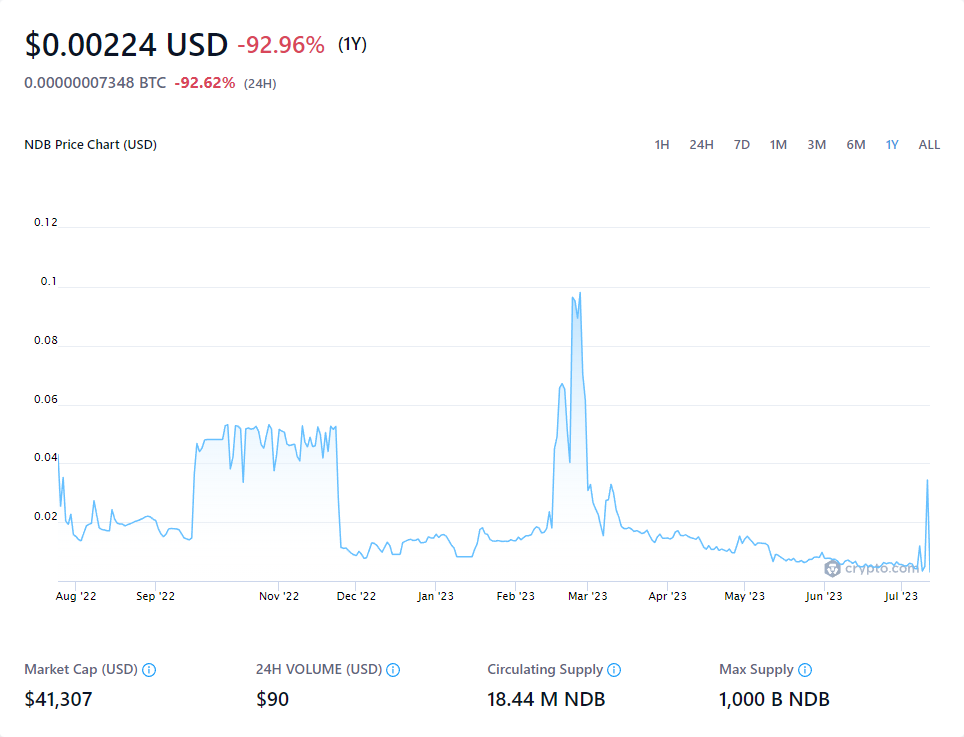 $0.00224 USD -92.96% (1Y)
0.00000007348 BTC -92.62% (24H)
NDB Price Chart (USD) 1H 24H 7D 1M 3M 6M 1Y ALL
0.12
0.1
0.08
0.06
0.04
0.02
crypto.com
Aug '22 Sep '22 Nov '22 Dec '22 Jan '23 Feb '23 Mar '23 Apr '23 May '23 Jun '23 Jul '23
Market Cap (USD) 24H VOLUME (USD) Circulating Supply Max Supply
$41,307 $90 18.44 M NDB 1,000 B NDB